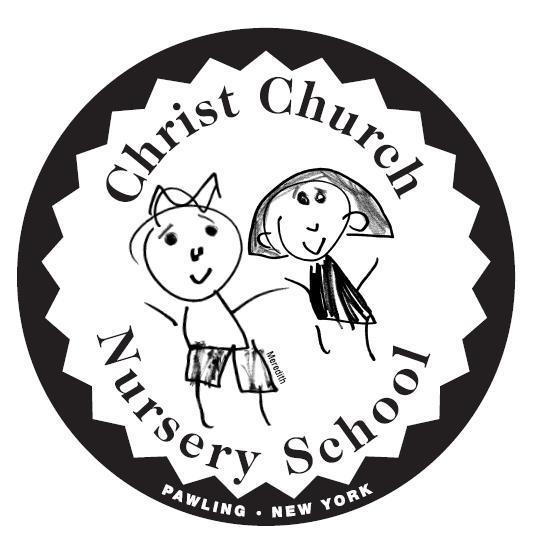 Christ Church
Meredith
Nursery School
PAWLING • NEW YORK